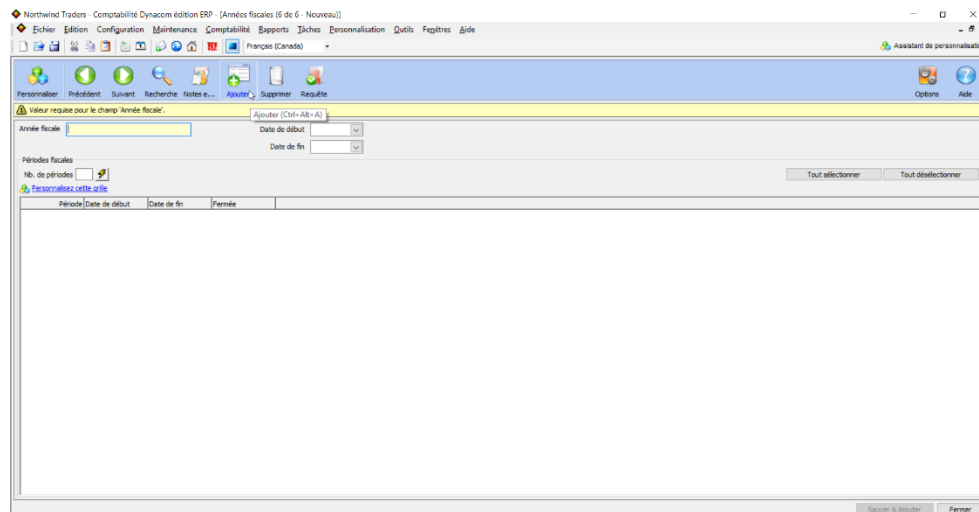 Northwind Traders - Comptabilité Dynacom édition ERP - [Années fiscales (6 de 6 - Nouveau)]
Fichier Edition Configuration Maintenance Comptabilité Rapports Tâches Personnalisation Outils Fenêtres Aide
Français (Canada) Assistant de personnalisati
Personnaliser Précédent Suivant Recherche Notes e... Ajouter Supprimer Requête Options Aide
Valeur requise pour le champ 'Année fiscale'.
Ajouter (Ctrl+Alt+A)
Année fiscale Date de début
Date de fin
Périodes fiscales
Nb. de périodes Tout sélectionner Tout désélectionner
Personnalisez cette grille
Période Date de début Date de fin Fermée
Sauver & Ajouter Fermer